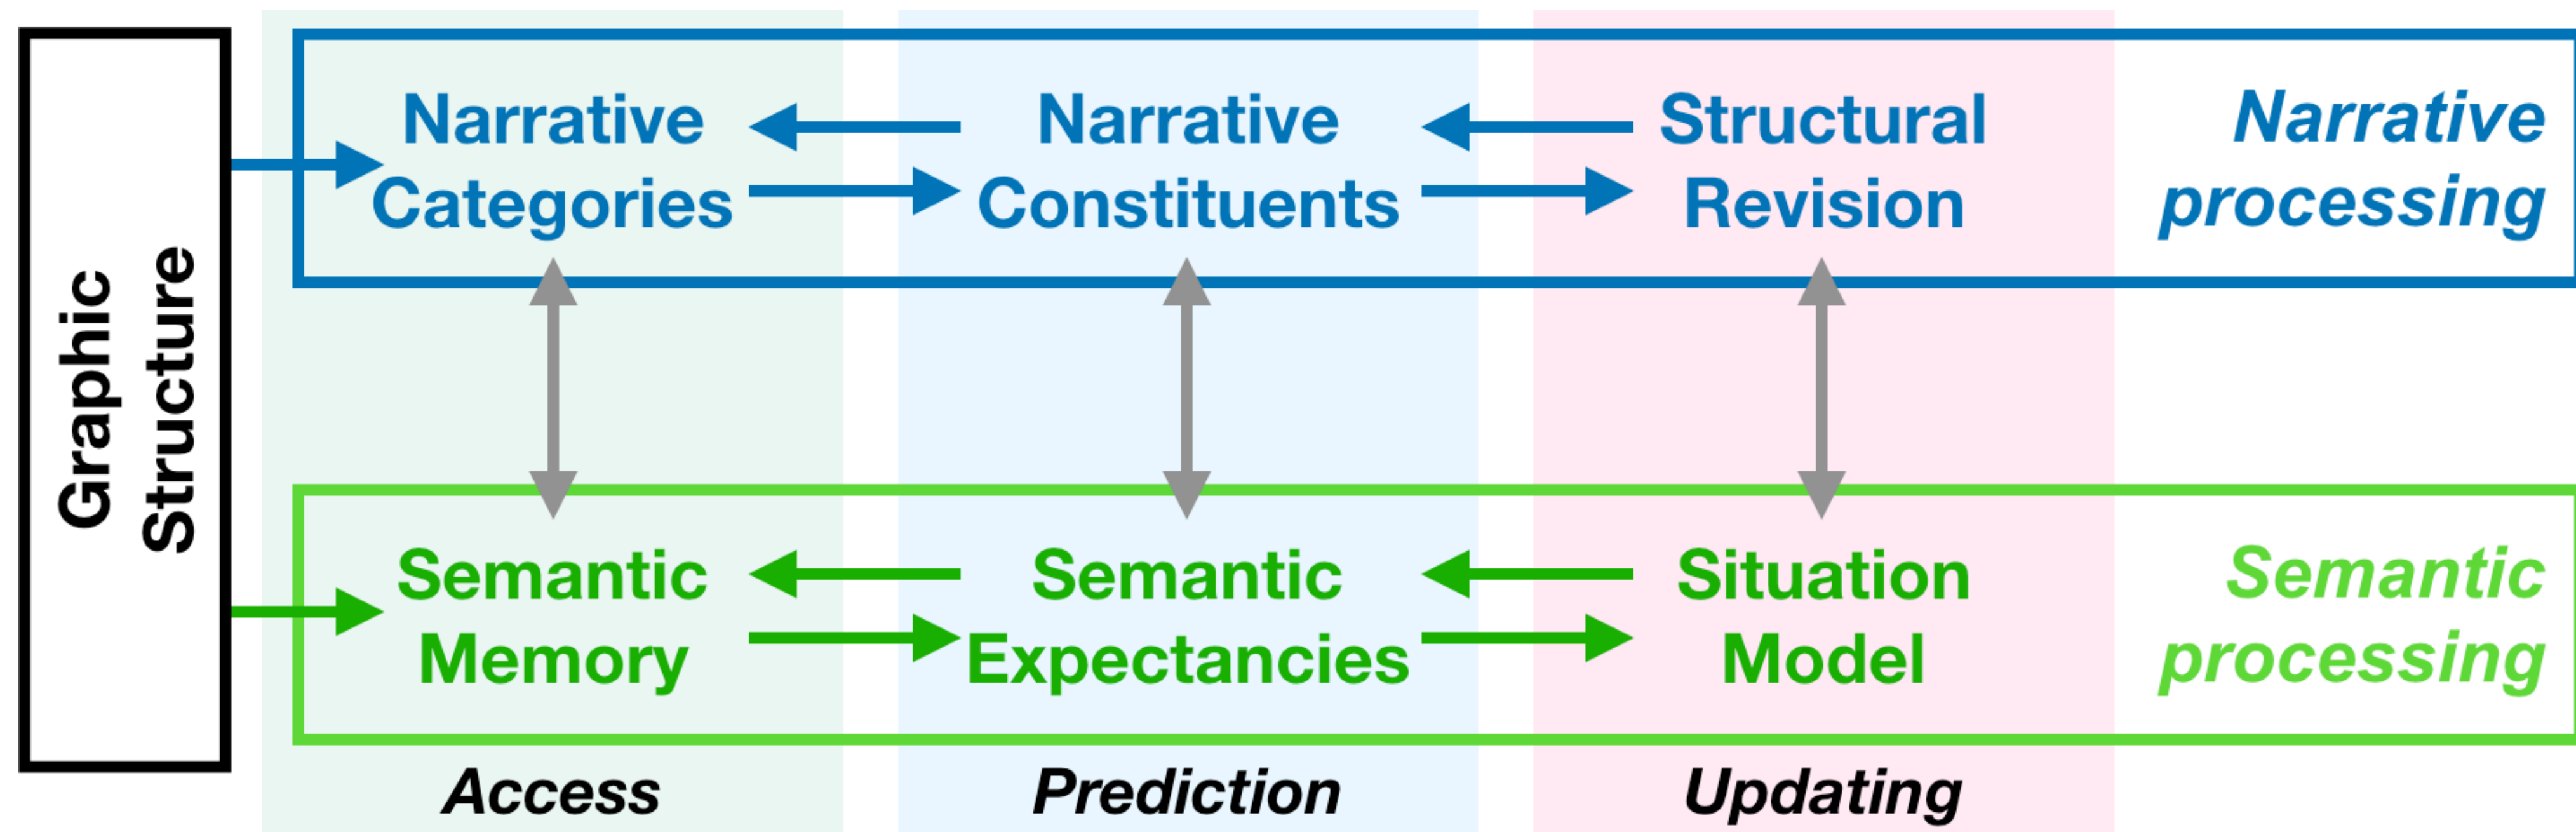 Graphic
Structure
Narrative
Categories
Narrative
Constituents
Structural
Revision
Narrative
processing
Semantic
Memory
Semantic
Expectancies
Situation
Model
Semantic
processing
Access
Prediction
Updating